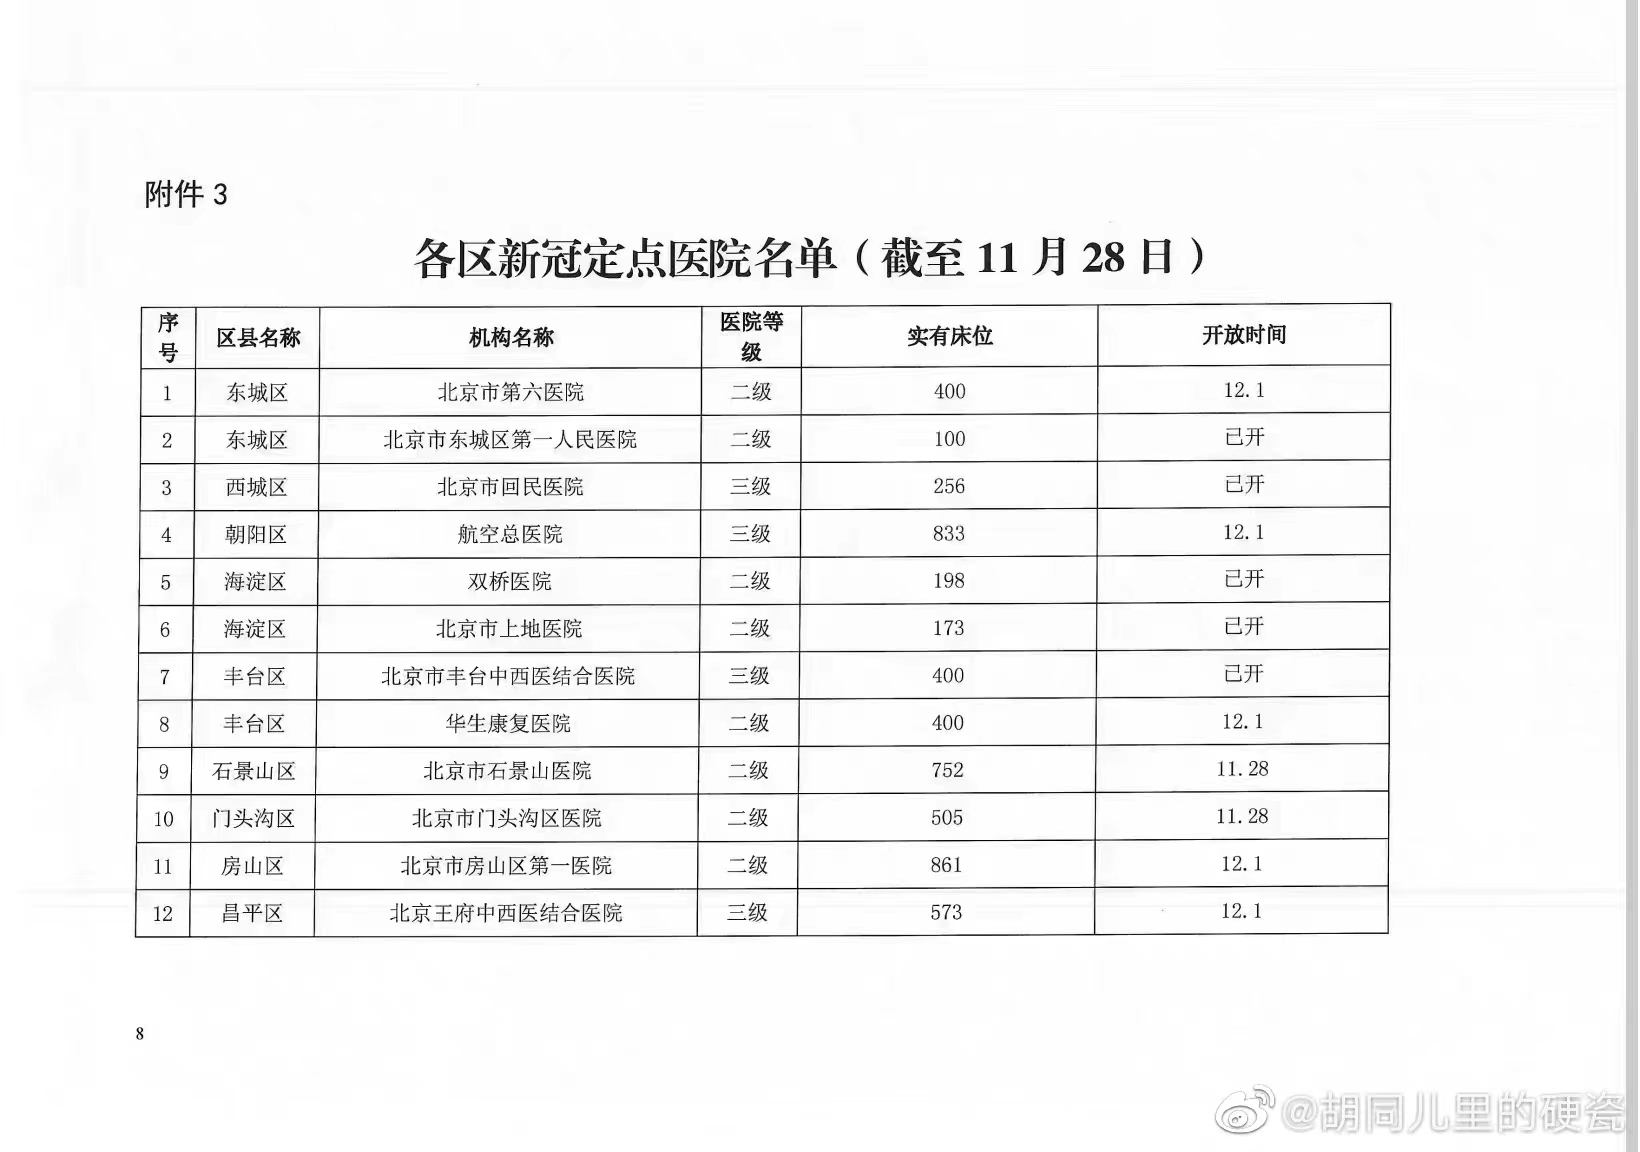 附件 3
各区新冠定点医院名单（截至 11 月 28 日）
序号 区县名称 机构名称 医院等级 实有床位 开放时间
1 东城区 北京市第六医院 二级 400 12.1
2 东城区 北京市东城区第一人民医院 二级 100 已开
3 西城区 北京市回民医院 三级 256 已开
4 朝阳区 航空总医院 三级 833 12.1
5 海淀区 双桥医院 二级 198 已开
6 海淀区 北京市上地医院 二级 173 已开
7 丰台区 北京市丰台中西医结合医院 三级 400 已开
8 丰台区 华生康复医院 二级 400 12.1
9 石景山区 北京市石景山医院 二级 752 11.28
10 门头沟区 北京市门头沟区医院 二级 505 11.28
11 房山区 北京市房山区第一医院 二级 861 12.1
12 昌平区 北京王府中西医结合医院 三级 573 12.1
8
@胡同儿里的硬瓷